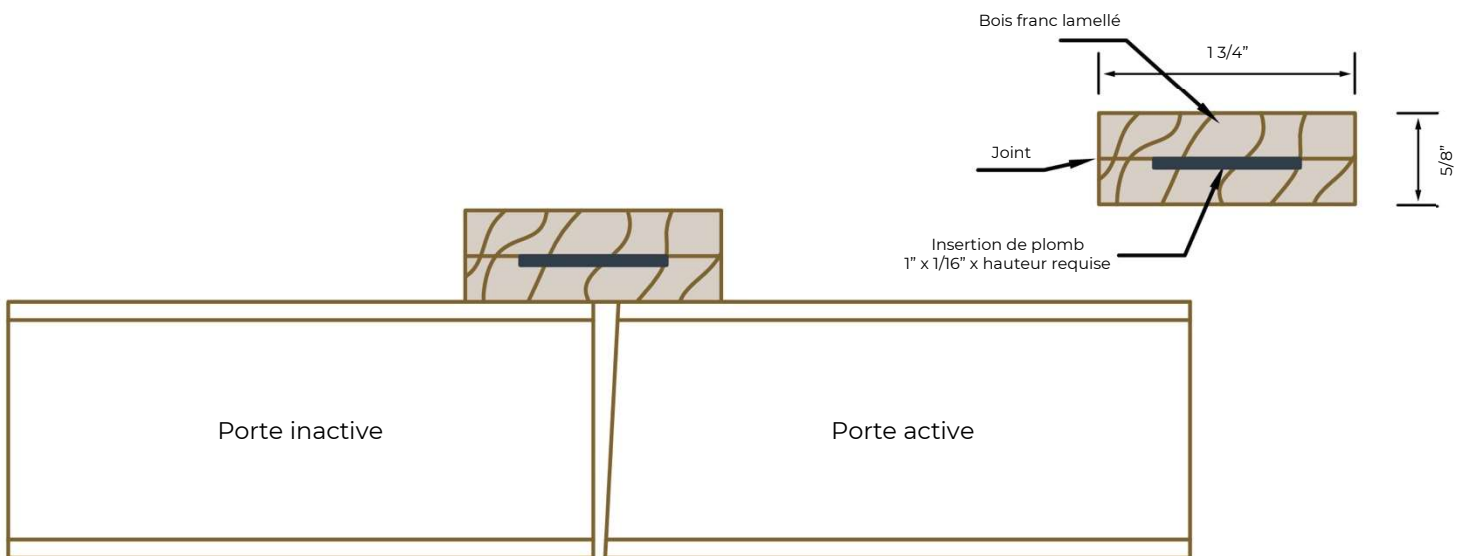 Bois franc lamellé
1 3/4”
Joint
5/8”
Insertion de plomb
1” x 1/16” x hauteur requise
Porte inactive
Porte active